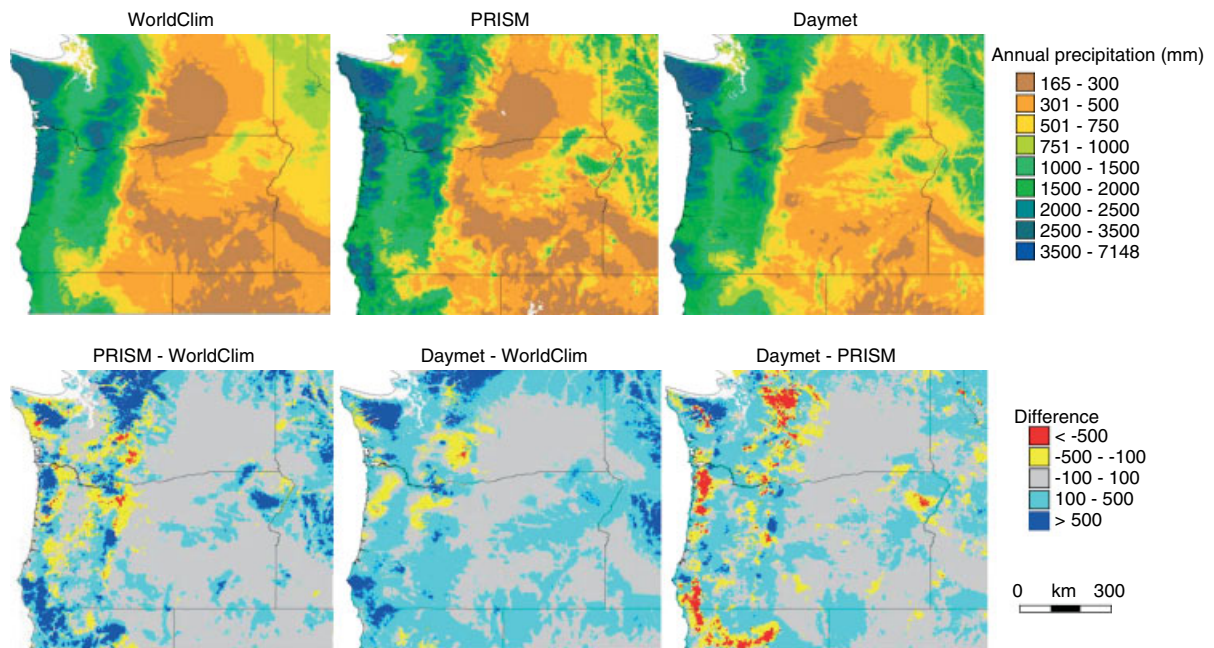 WorldClim
PRISM
Daymet
Annual precipitation (mm)
165 - 300
301 - 500
501 - 750
751 - 1000
1000 - 1500
1500 - 2000
2000 - 2500
2500 - 3500
3500 - 7148
PRISM - WorldClim
Daymet - WorldClim
Daymet - PRISM
Difference
< -500
-500 - -100
-100 - 100
100 - 500
> 500
0 km 300